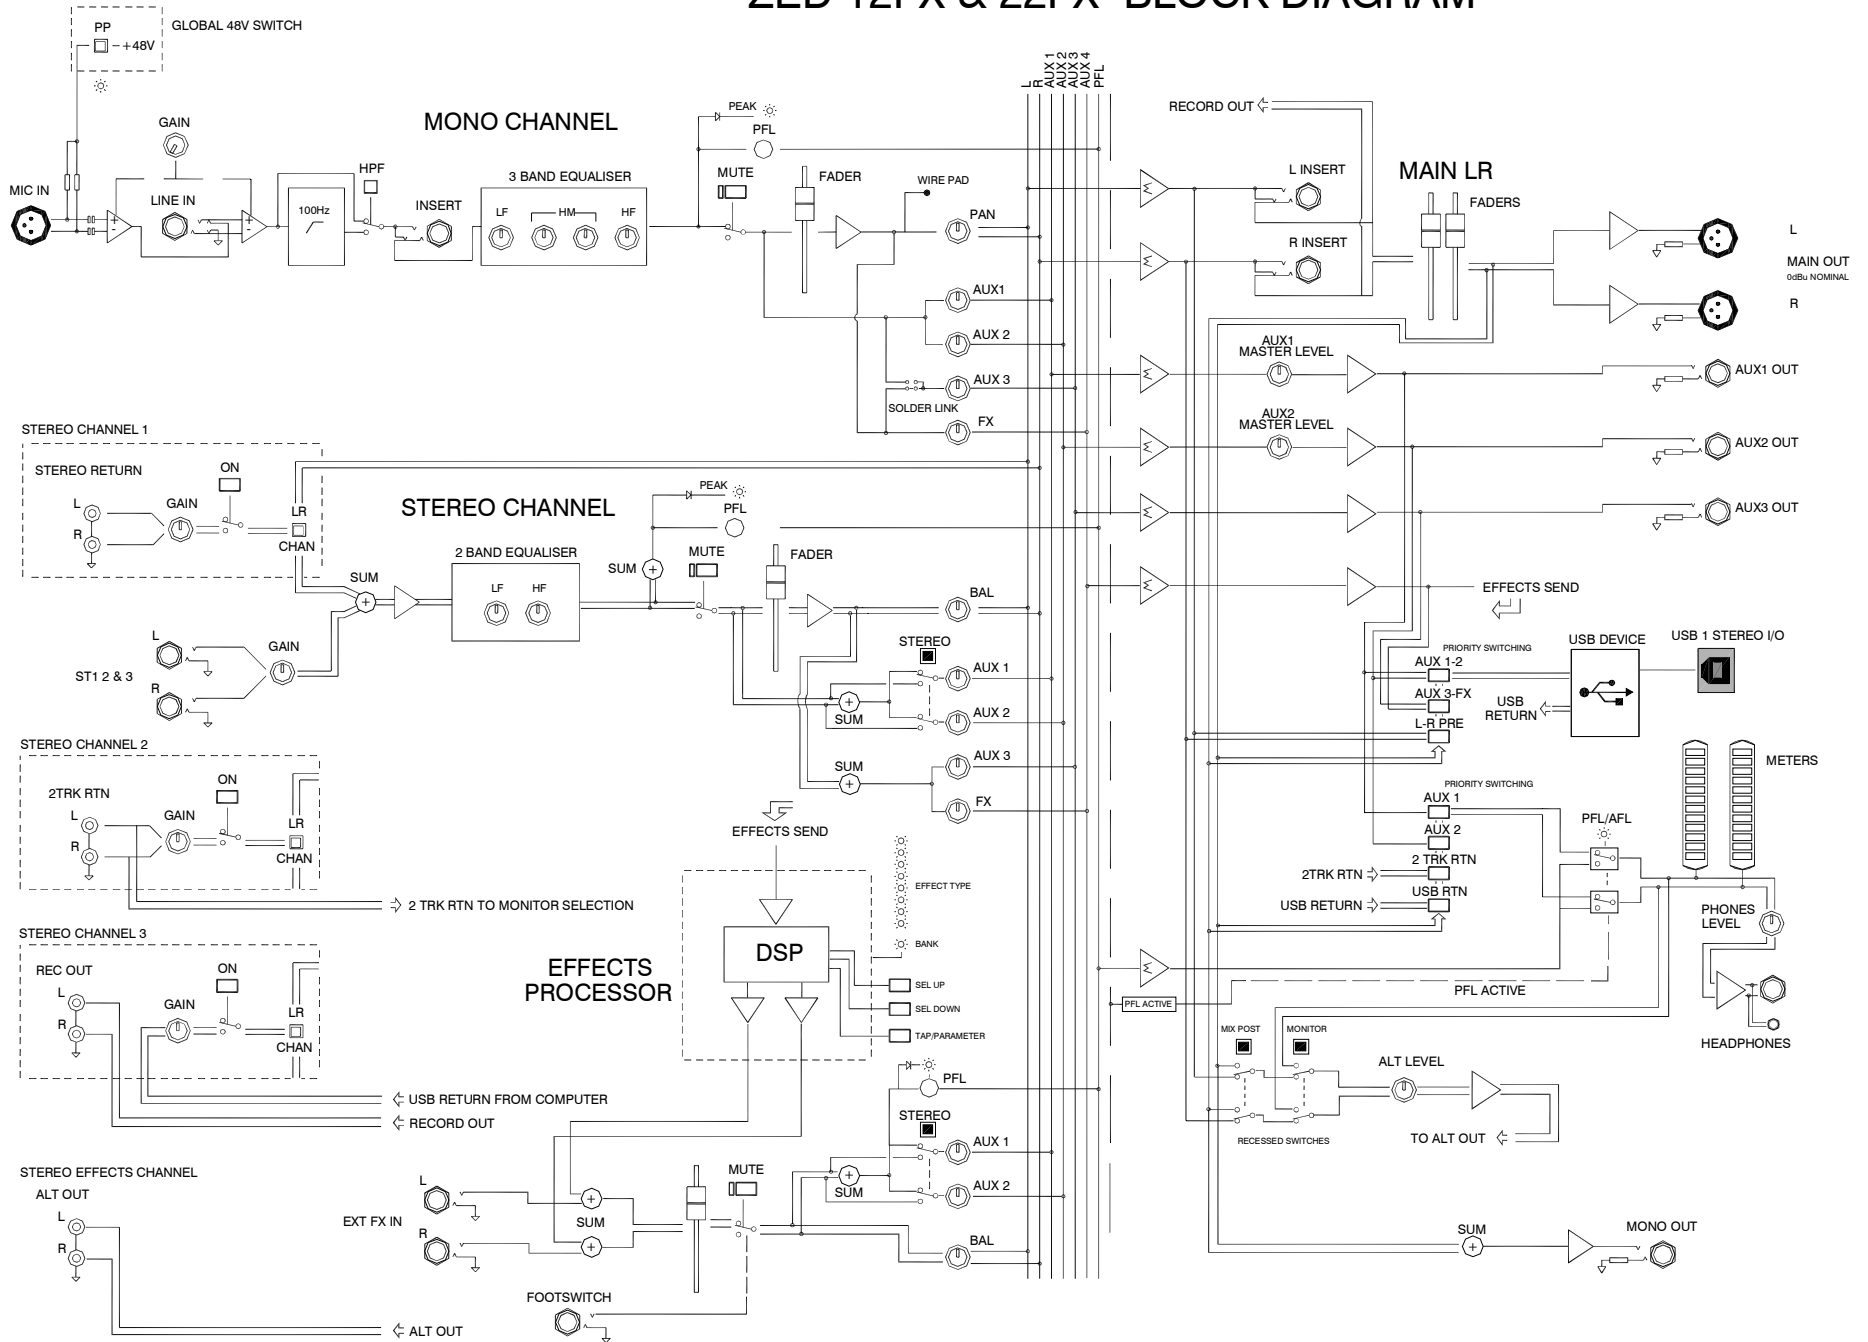 ZED-12FX & 22FX BLOCK DIAGRAM
PP
+48V
GLOBAL 48V SWITCH
MONO CHANNEL
MIC IN
GAIN
LINE IN
100Hz
HPF
INSERT
3 BAND EQUALISER
LF
HM
HF
PEAK
PFL
MUTE
FADER
WIRE PAD
PAN
AUX1
AUX 2
AUX 3
SOLDER LINK
FX
L
R
AUX 1
AUX 2
AUX 3
AUX 4
PFL
RECORD OUT
L INSERT
R INSERT
MAIN LR
FADERS
L
MAIN OUT
0dBu NOMINAL
R
AUX1
MASTER LEVEL
AUX1 OUT
AUX2
MASTER LEVEL
AUX2 OUT
AUX3 OUT
EFFECTS SEND
STEREO CHANNEL 1
STEREO RETURN
L
R
GAIN
ON
LR
CHAN
STEREO CHANNEL
SUM
2 BAND EQUALISER
LF
HF
SUM
PEAK
PFL
MUTE
FADER
BAL
STEREO
AUX 1
AUX 2
SUM
SUM
AUX 3
FX
L
R
ST1 2 & 3
GAIN
STEREO CHANNEL 2
2TRK RTN
L
R
GAIN
ON
LR
CHAN
2 TRK RTN TO MONITOR SELECTION
STEREO CHANNEL 3
REC OUT
L
R
GAIN
ON
LR
CHAN
USB RETURN FROM COMPUTER
RECORD OUT
STEREO EFFECTS CHANNEL
ALT OUT
L
R
ALT OUT
EFFECTS SEND
EFFECTS
PROCESSOR
DSP
EFFECT TYPE
BANK
SEL UP
SEL DOWN
TAP/PARAMETER
PFL
STEREO
AUX 1
AUX 2
SUM
BAL
EXT FX IN
L
R
SUM
MUTE
FOOTSWITCH
PRIORITY SWITCHING
AUX 1-2
AUX 3-FX
L-R PRE
USB DEVICE
USB 1 STEREO I/O
USB
RETURN
PRIORITY SWITCHING
AUX 1
AUX 2
2 TRK RTN
USB RTN
2TRK RTN
USB RETURN
PFL/AFL
METERS
PHONES
LEVEL
HEADPHONES
PFL ACTIVE
PFL ACTIVE
MIX POST
MONITOR
RECESSED SWITCHES
ALT LEVEL
TO ALT OUT
SUM
MONO OUT